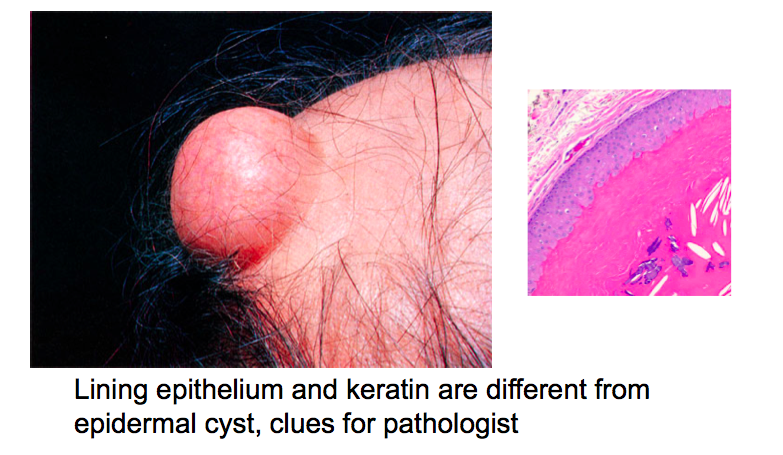 Lining epithelium and keratin are different from
epidermal cyst, clues for pathologist